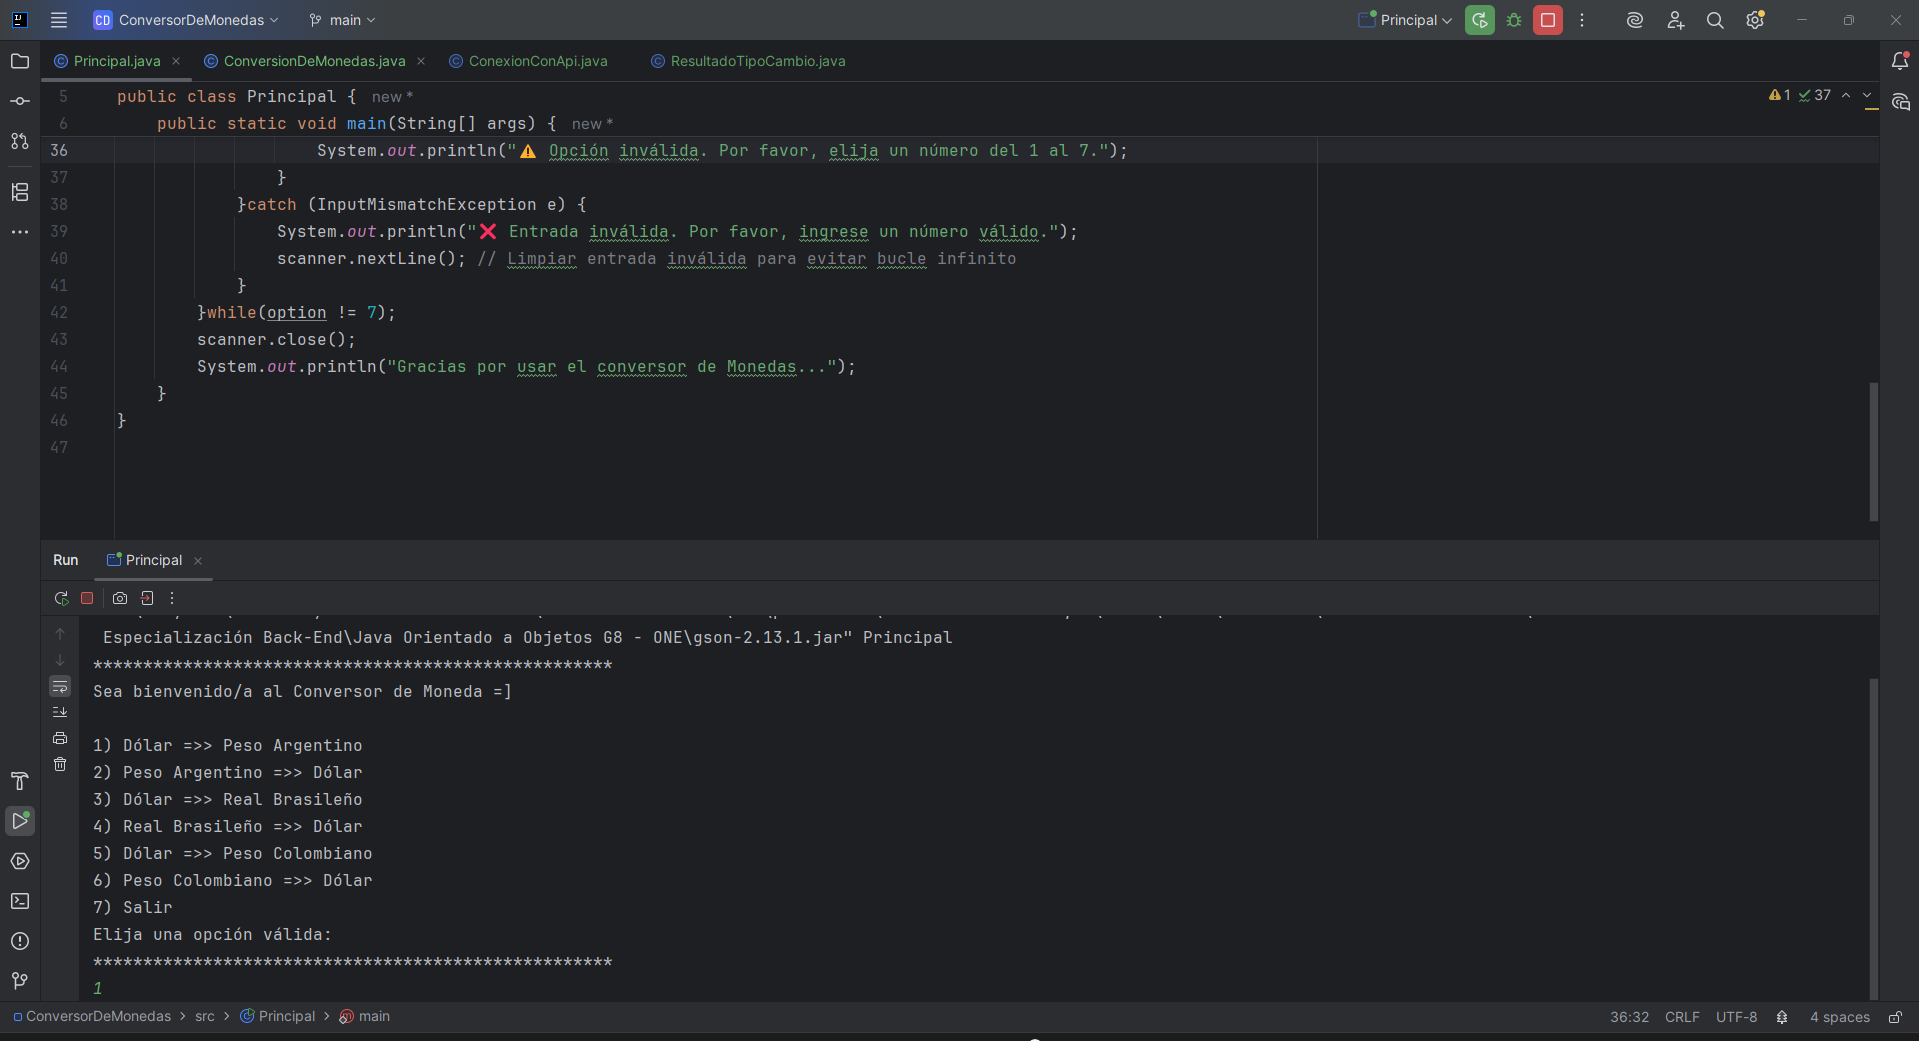 CD ConversorDeMonedas main Principal
Principal.java ConversionDeMonedas.java ConexionConApi.java ResultadoTipoCambio.java
5 public class Principal { new *
1 37
6 public static void main(String[] args) { new *
36 System.out.println("⚠️ Opción inválida. Por favor, elija un número del 1 al 7.");
37 }
38 }catch (InputMismatchException e) {
39 System.out.println("❌ Entrada inválida. Por favor, ingrese un número válido.");
40 scanner.nextLine(); // Limpiar entrada inválida para evitar bucle infinito
41 }
42 }while(option != 7);
43 scanner.close();
44 System.out.println("Gracias por usar el conversor de Monedas...");
45 }
46 }
47
Run Principal
Especialización Back-End\Java Orientado a Objetos G8 - ONE\gson-2.13.1.jar" Principal
****************************************************
Sea bienvenido/a al Conversor de Moneda =]
1) Dólar =>> Peso Argentino
2) Peso Argentino =>> Dólar
3) Dólar =>> Real Brasileño
4) Real Brasileño =>> Dólar
5) Dólar =>> Peso Colombiano
6) Peso Colombiano =>> Dólar
7) Salir
Elija una opción válida:
****************************************************
1
ConversorDeMonedas > src > Principal > main 36:32 CRLF UTF-8 4 spaces